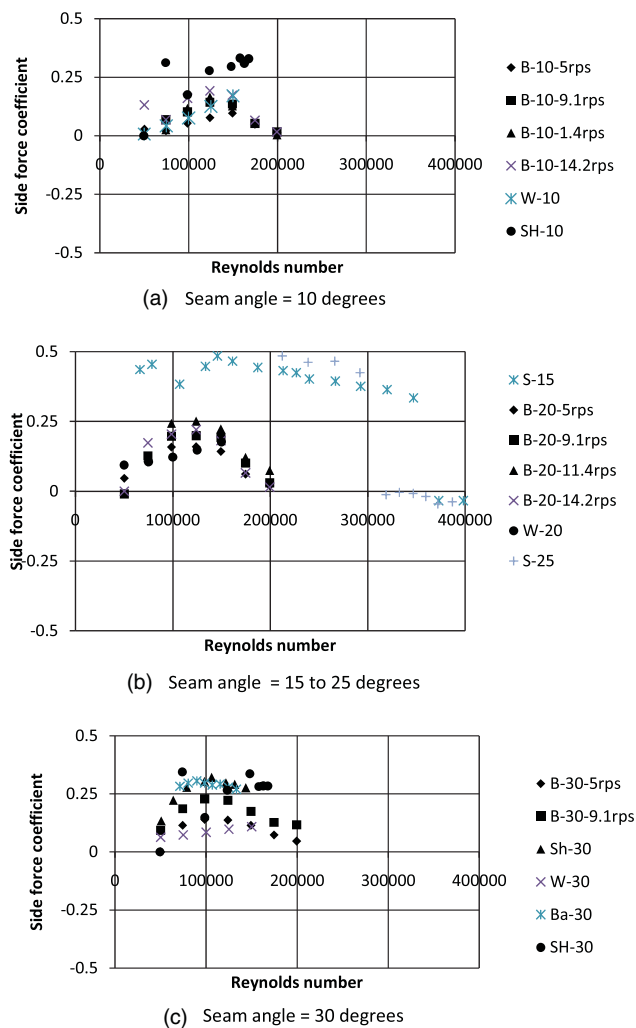 0.5
0.25
0
-0.25
-0.5
0 100000 200000 300000 400000
Side force coefficient
Reynolds number
B-10-5rps
B-10-9.1rps
B-10-1.4rps
B-10-14.2rps
W-10
SH-10
(a) Seam angle = 10 degrees
0.5
0.25
0
-0.25
-0.5
0 100000 200000 300000 400000
Side force coefficient
Reynolds number
S-15
B-20-5rps
B-20-9.1rps
B-20-11.4rps
B-20-14.2rps
W-20
S-25
(b) Seam angle = 15 to 25 degrees
0.5
0.25
0
-0.25
-0.5
0 100000 200000 300000 400000
Side force coefficient
Reynolds number
B-30-5rps
B-30-9.1rps
Sh-30
W-30
Ba-30
SH-30
(c) Seam angle = 30 degrees